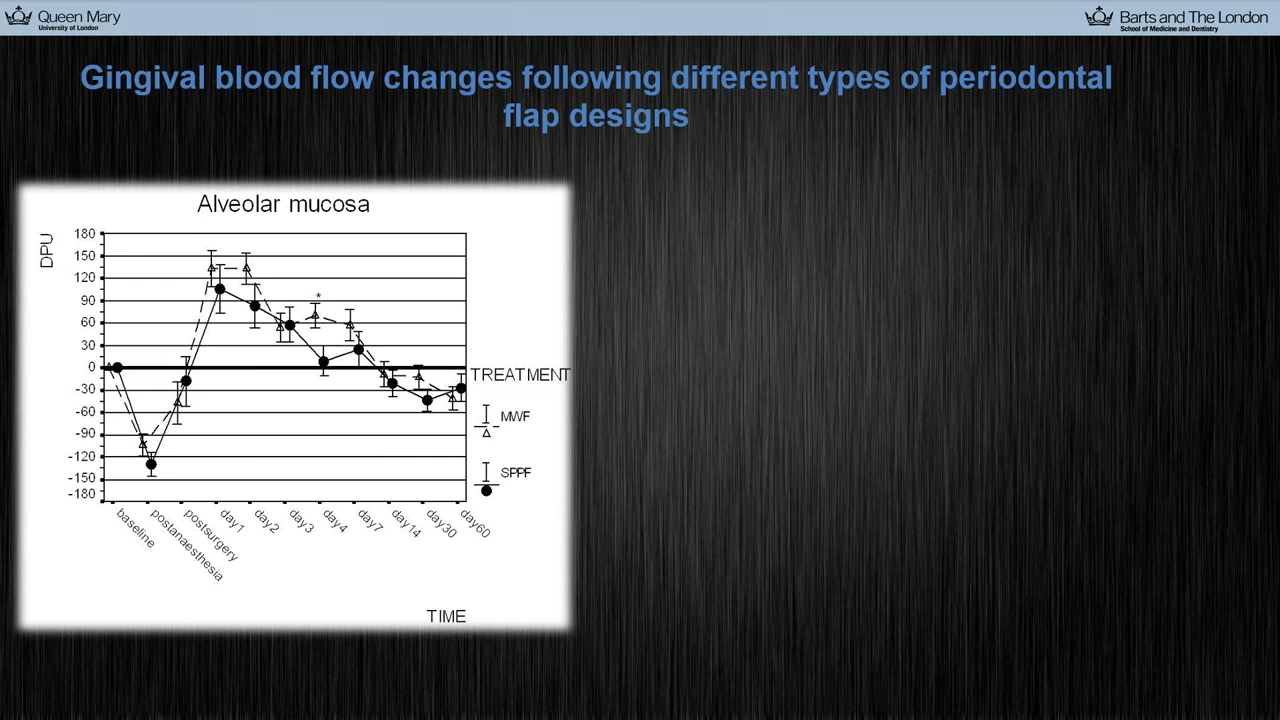 Queen Mary
University of London
Barts and The London
School of Medicine and Dentistry
Gingival blood flow changes following different types of periodontal
flap designs
Alveolar mucosa
DPU
180
150
120
90
60
30
0
-30
-60
-90
-120
-150
-180
*
TREATMENT
MWF
SPPF
baseline
postanaesthesia
postsurgery
day1
day2
day3
day4
day7
day14
day30
day60
TIME